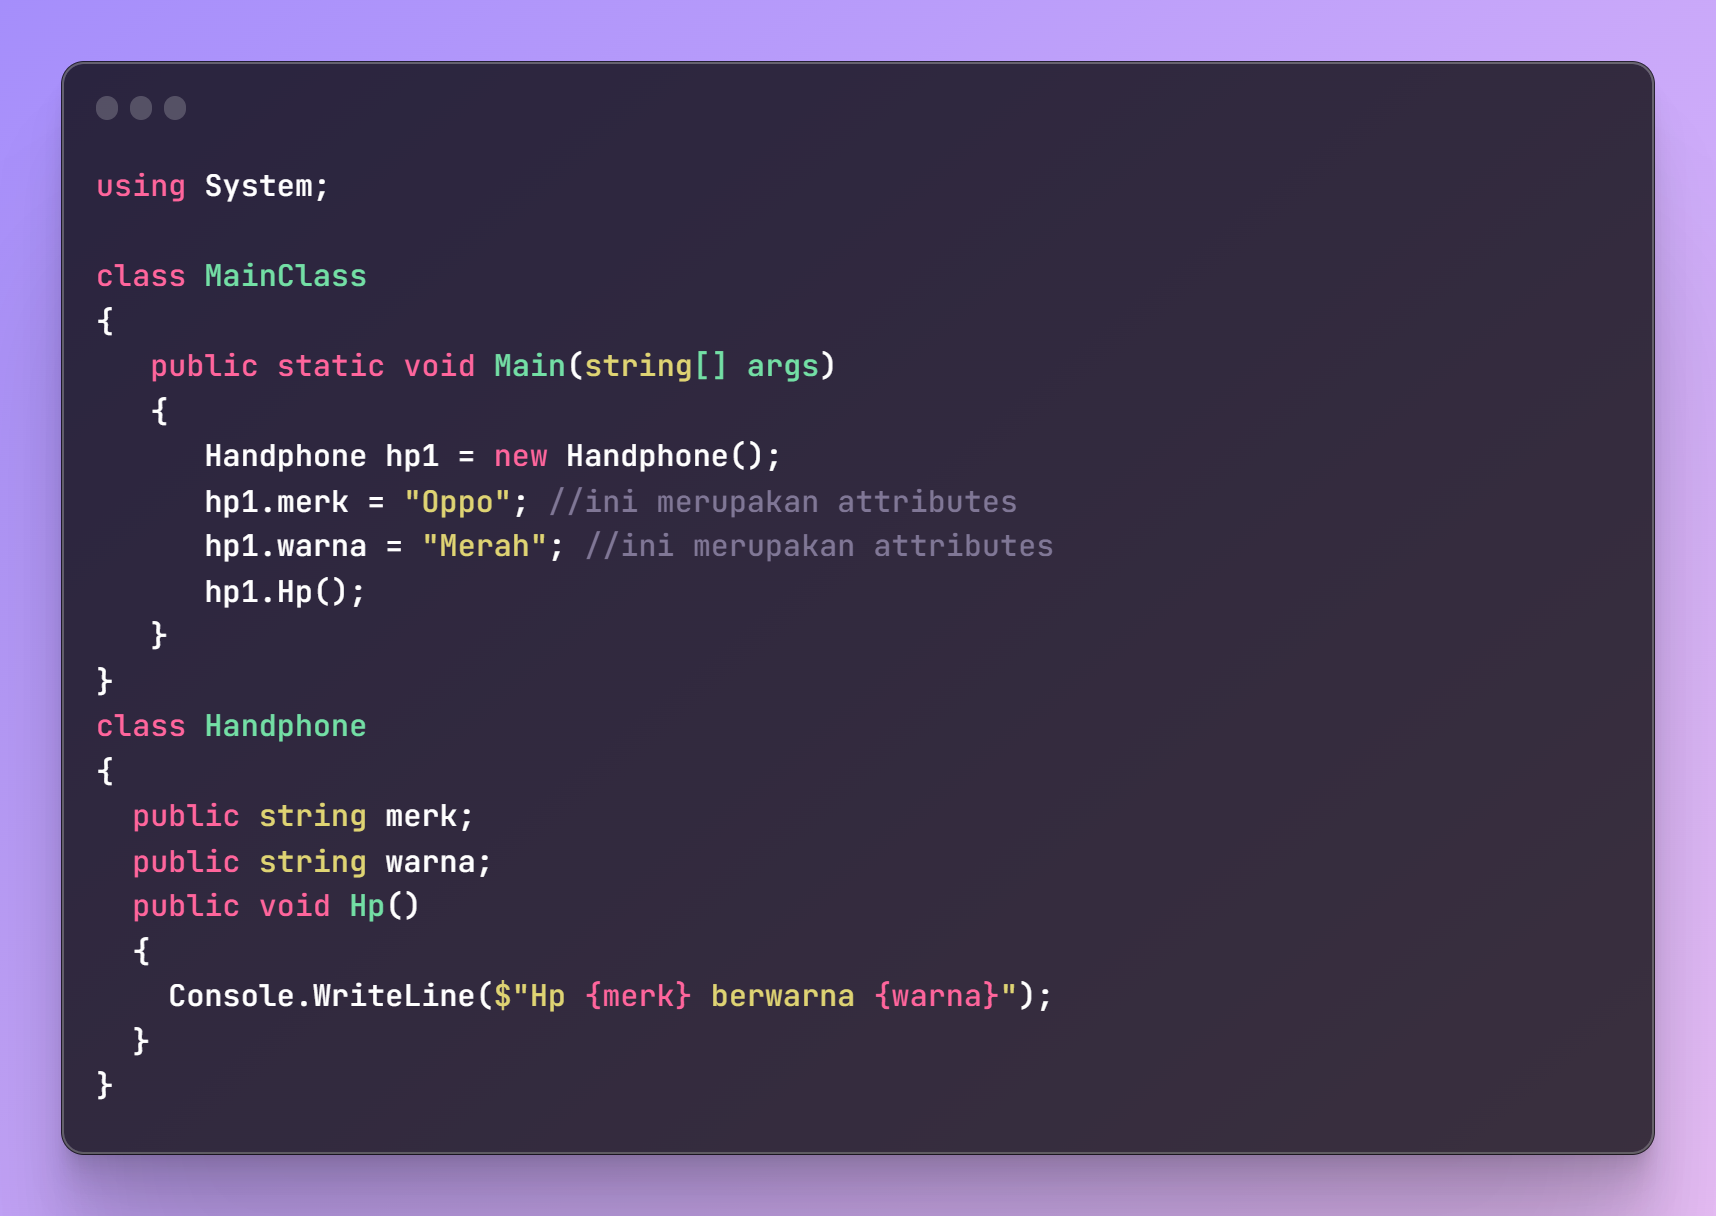 using System;

class MainClass
{
   public static void Main(string[] args)
   {
      Handphone hp1 = new Handphone();
      hp1.merk = "Oppo"; //ini merupakan attributes
      hp1.warna = "Merah"; //ini merupakan attributes
      hp1.Hp();
   }
}
class Handphone
{
  public string merk;
  public string warna;
  public void Hp()
  {
    Console.WriteLine($"Hp {merk} berwarna {warna}");
  }
}